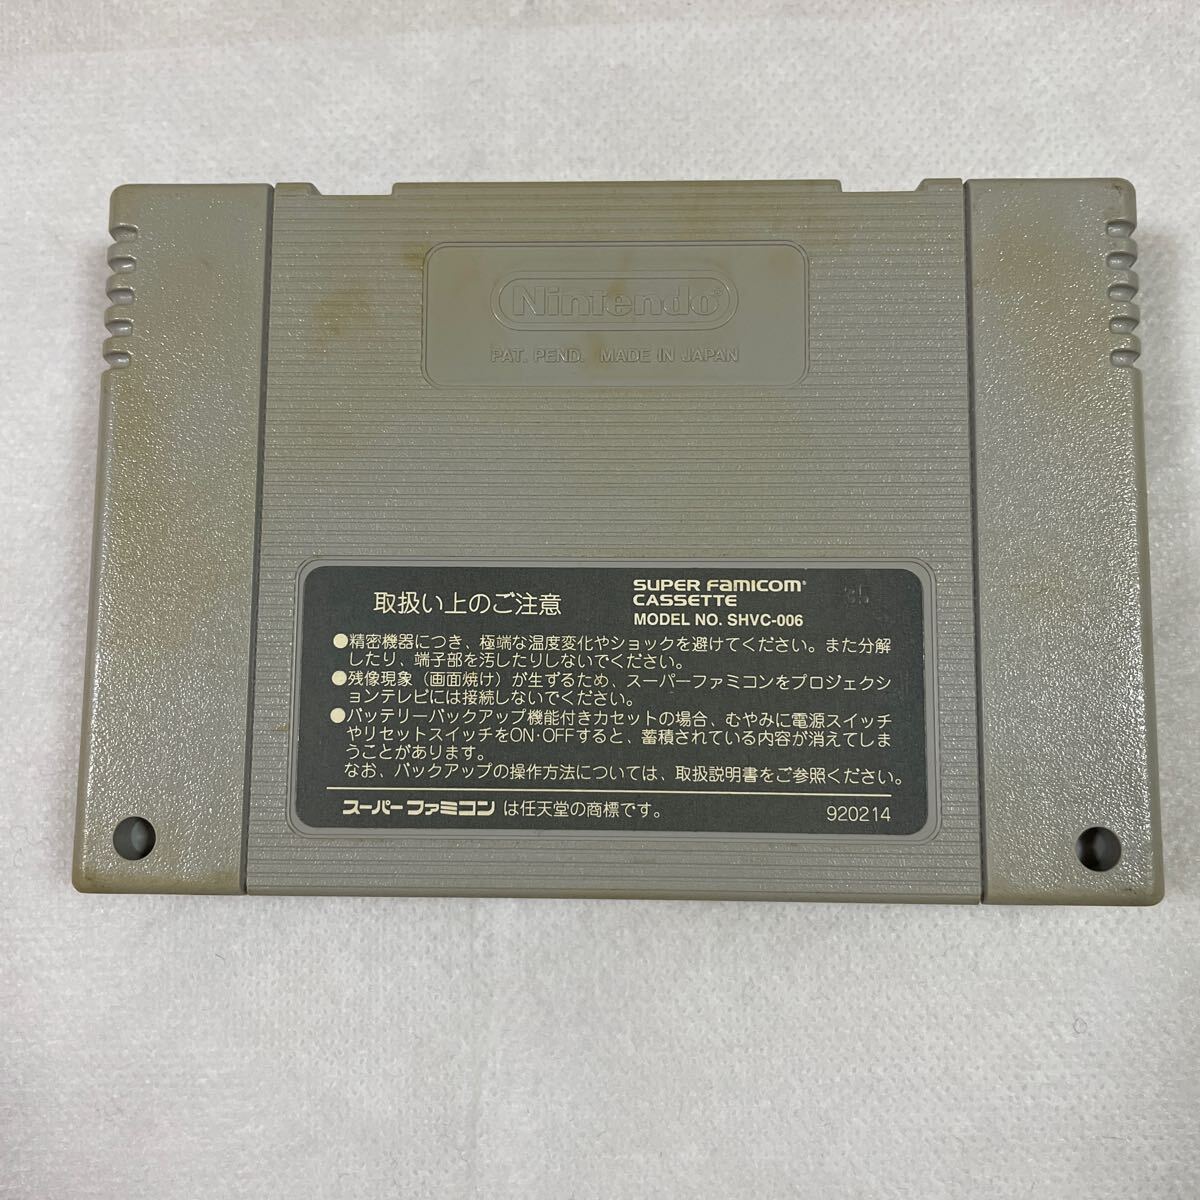 Nintendo®
PAT. PEND. MADE IN JAPAN
取扱い上のご注意
SUPER FAMICOM®
CASSETTE
MODEL NO. SHVC-006
35
●精密機器につき、極端な温度変化やショックを避けてください。また分解
したり、端子部を汚したりしないでください。
●残像現象（画面焼け）が生ずるため、スーパーファミコンをプロジェクシ
ョンテレビには接続しないでください。
●バッテリーバックアップ機能付きカセットの場合、むやみに電源スイッチ
やリセットスイッチをON・OFFすると、蓄積されている内容が消えてしま
うことがあります。
なお、バックアップの操作方法については、取扱説明書をご参照ください。
スーパーファミコン は任天堂の商標です。
920214